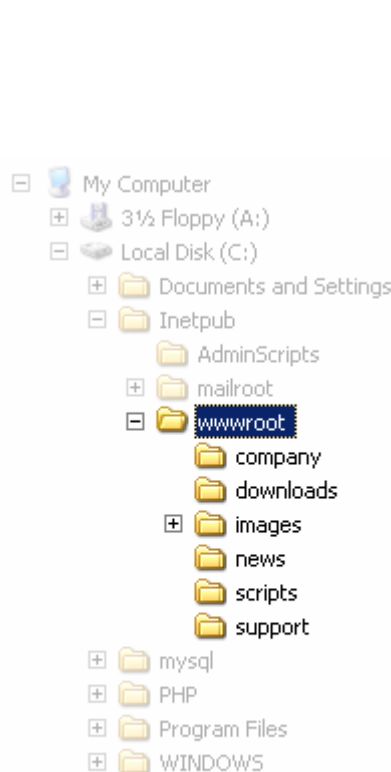 My Computer
3½ Floppy (A:)
Local Disk (C:)
Documents and Settings
Inetpub
AdminScripts
mailroot
wwwroot
company
downloads
images
news
scripts
support
mysql
PHP
Program Files
WINDOWS